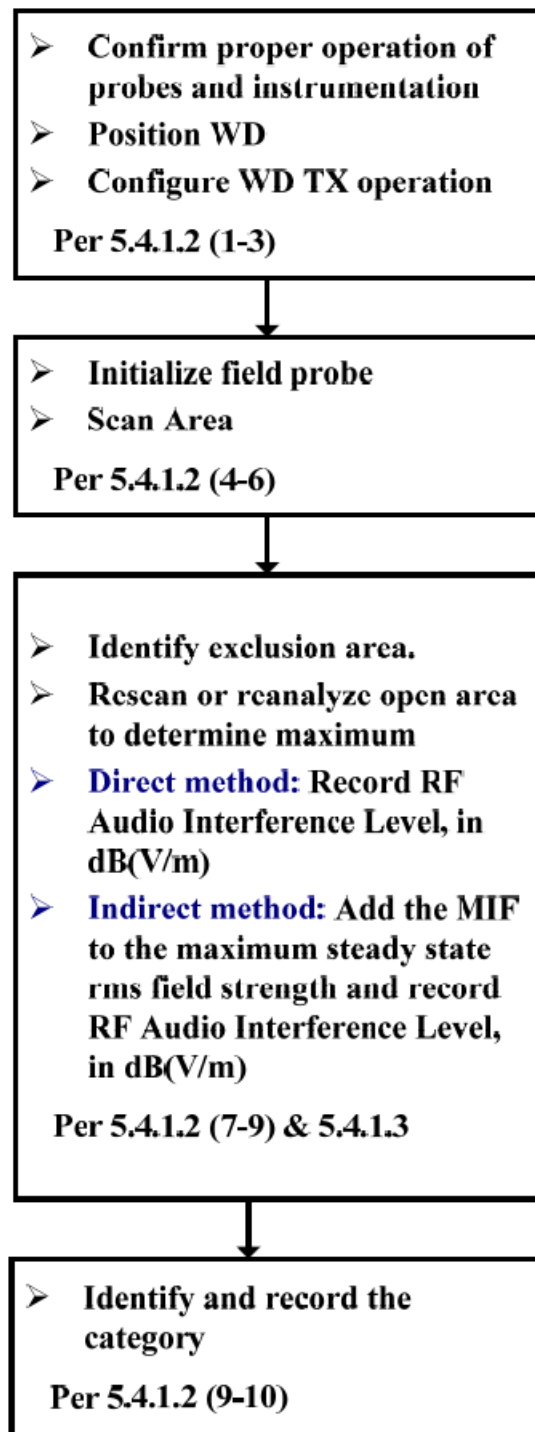 ➢ Confirm proper operation of
probes and instrumentation
➢ Position WD
➢ Configure WD TX operation
Per 5.4.1.2 (1-3)
➢ Initialize field probe
➢ Scan Area
Per 5.4.1.2 (4-6)
➢ Identify exclusion area.
➢ Rescan or reanalyze open area
to determine maximum
➢ Direct method: Record RF
Audio Interference Level, in
dB(V/m)
➢ Indirect method: Add the MIF
to the maximum steady state
rms field strength and record
RF Audio Interference Level,
in dB(V/m)
Per 5.4.1.2 (7-9) & 5.4.1.3
➢ Identify and record the
category
Per 5.4.1.2 (9-10)